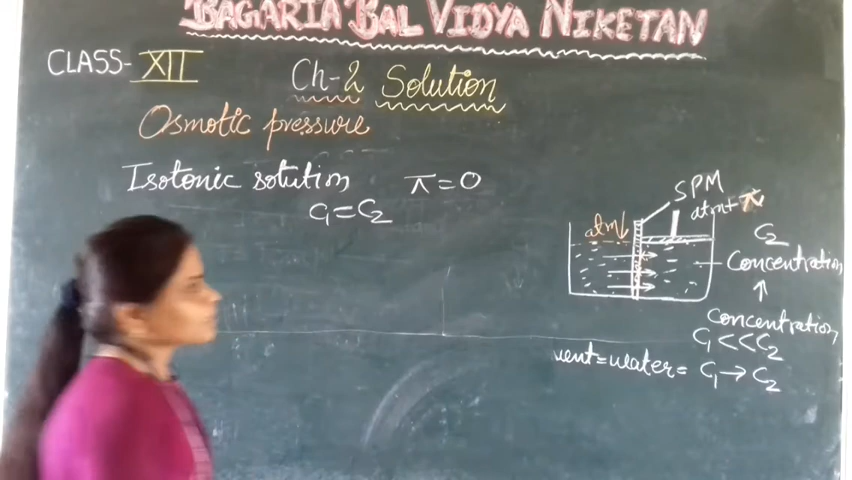 BAGARIA BAL VIDYA NIKETAN
CLASS- XII
Ch-2 Solution
Osmotic pressure
Isotonic solution π=0
C1=C2
SPM
atm↓ atm+π
C2
Concentration
↑
Concentration
C1<<C2
vent=water= C1→C2